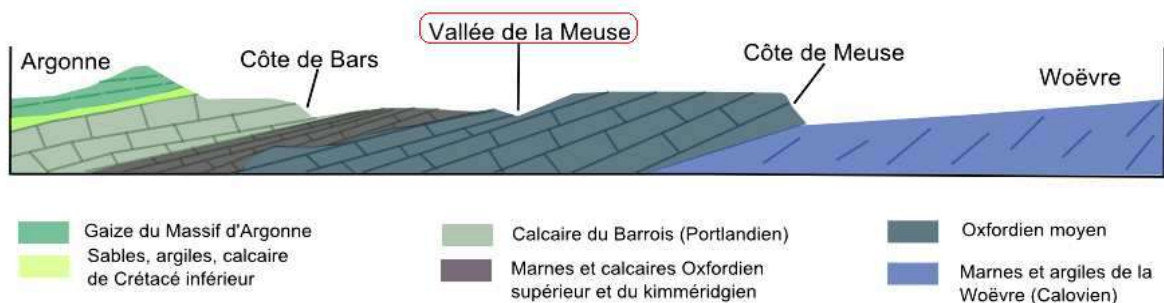 Vallée de la Meuse
Argonne
Côte de Bars
Côte de Meuse
Woëvre
Gaize du Massif d'Argonne
Sables, argiles, calcaire
de Crétacé inférieur
Calcaire du Barrois (Portlandien)
Marnes et calcaires Oxfordien
supérieur et du kimméridgien
Oxfordien moyen
Marnes et argiles de la
Woëvre (Calovien)